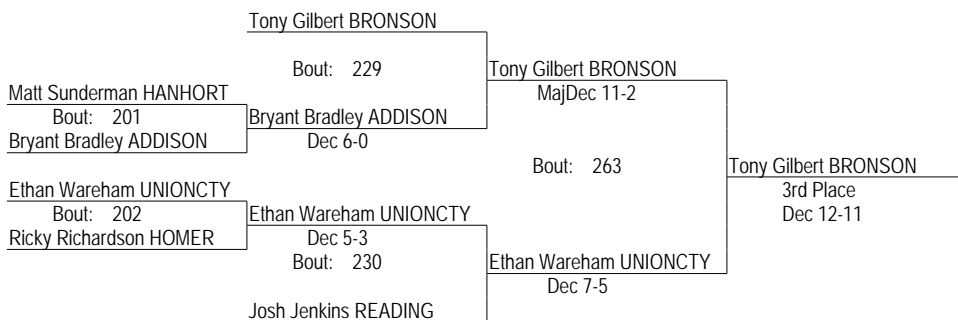 Tony Gilbert BRONSON
Bout: 229
Tony Gilbert BRONSON
MajDec 11-2
Matt Sunderman HANHORT
Bout: 201
Bryant Bradley ADDISON
Bryant Bradley ADDISON
Dec 6-0
Bout: 263
Tony Gilbert BRONSON
3rd Place
Dec 12-11
Ethan Wareham UNIONCTY
Bout: 202
Ricky Richardson HOMER
Ethan Wareham UNIONCTY
Dec 5-3
Bout: 230
Ethan Wareham UNIONCTY
Dec 7-5
Josh Jenkins READING